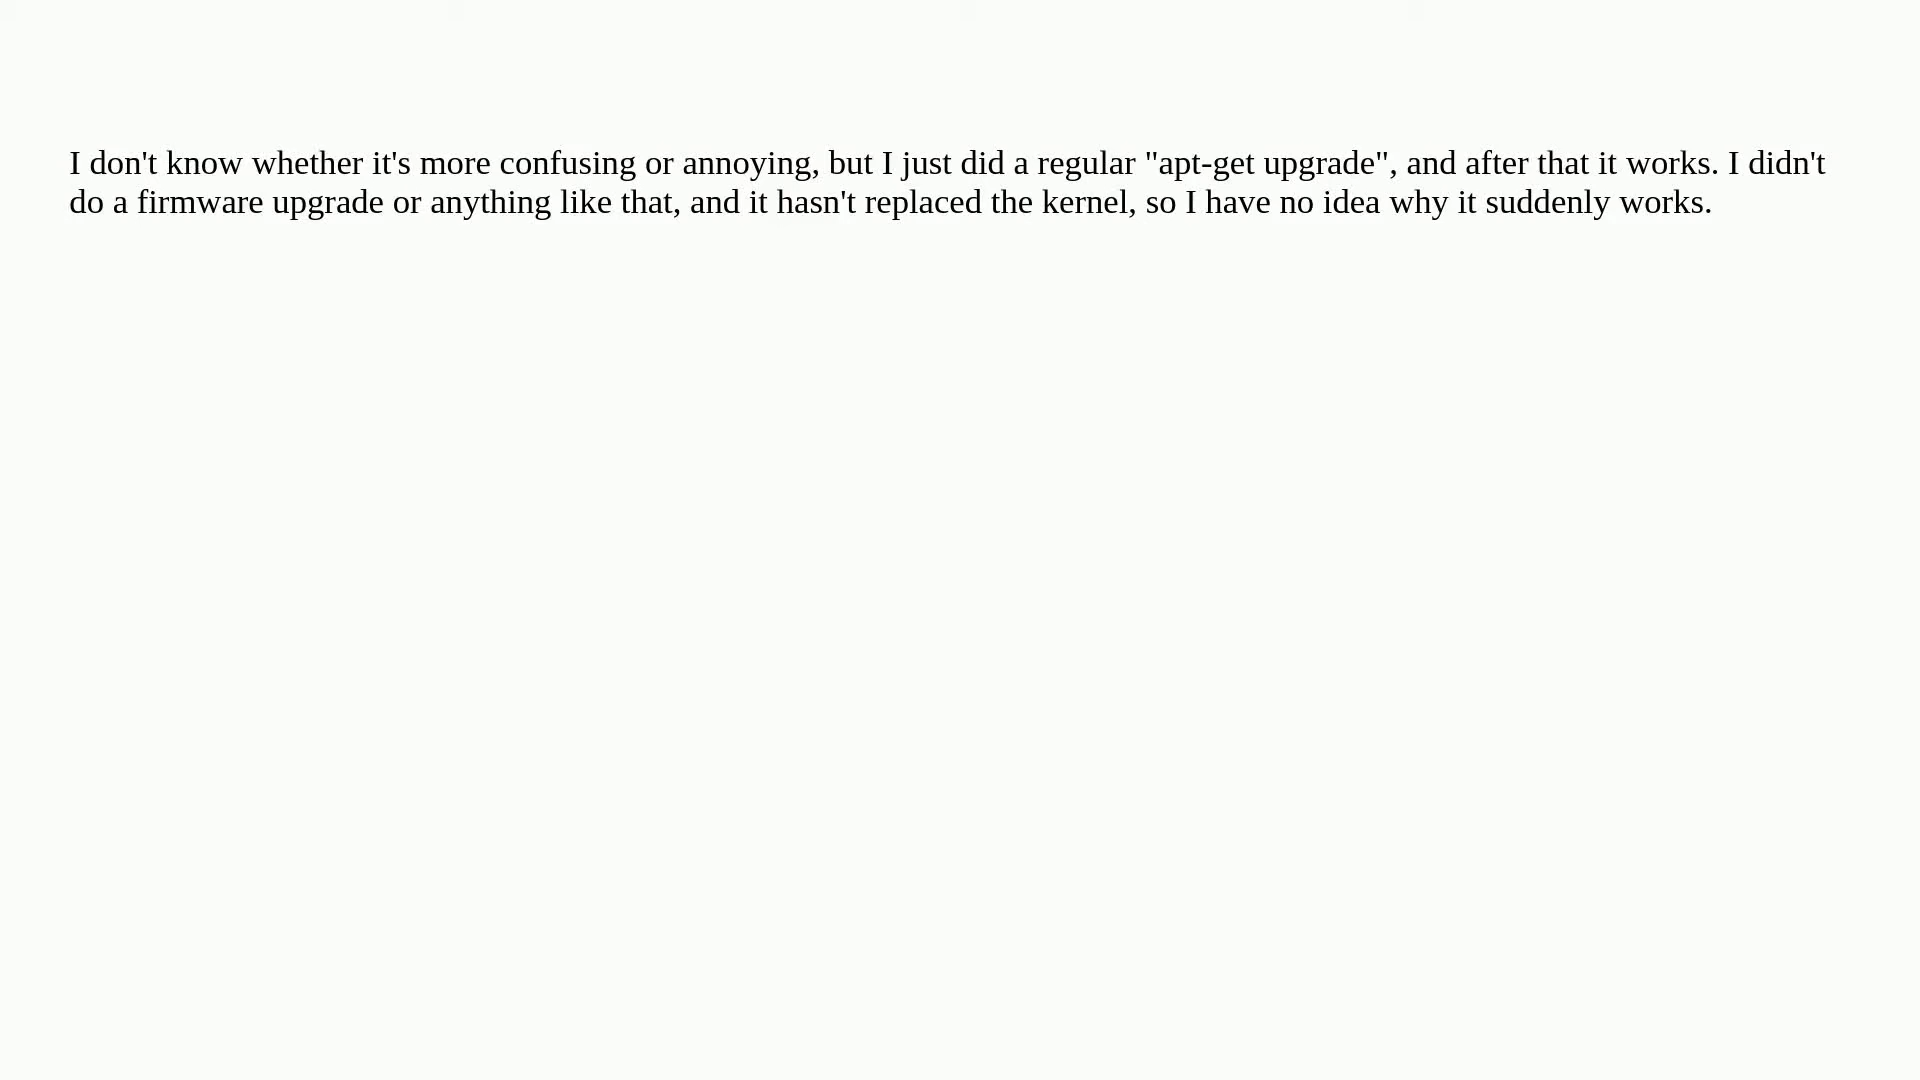 I don't know whether it's more confusing or annoying, but I just did a regular "apt-get upgrade", and after that it works. I didn't
do a firmware upgrade or anything like that, and it hasn't replaced the kernel, so I have no idea why it suddenly works.